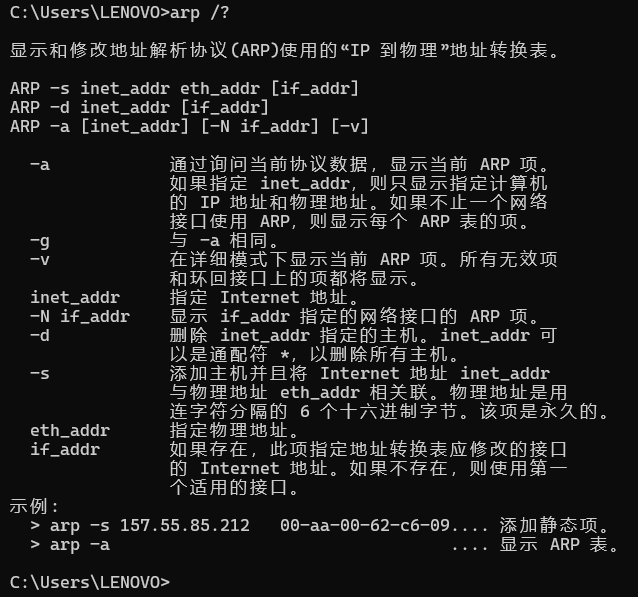 C:\Users\LENOVO>arp /?
显示和修改地址解析协议(ARP)使用的“IP 到物理”地址转换表。
ARP -s inet_addr eth_addr [if_addr]
ARP -d inet_addr [if_addr]
ARP -a [inet_addr] [-N if_addr] [-v]
-a 通过询问当前协议数据，显示当前 ARP 项。
如果指定 inet_addr，则只显示指定计算机
的 IP 地址和物理地址。如果不止一个网络
接口使用 ARP，则显示每个 ARP 表的项。
-g 与 -a 相同。
-v 在详细模式下显示当前 ARP 项。所有无效项
和环回接口上的项都将显示。
inet_addr 指定 Internet 地址。
-N if_addr 显示 if_addr 指定的网络接口的 ARP 项。
-d 删除 inet_addr 指定的主机。inet_addr 可
以是通配符 *，以删除所有主机。
-s 添加主机并且将 Internet 地址 inet_addr
与物理地址 eth_addr 相关联。物理地址是用
连字符分隔的 6 个十六进制字节。该项是永久的。
eth_addr 指定物理地址。
if_addr 如果存在，此项指定地址转换表应修改的接口
的 Internet 地址。如果不存在，则使用第一
个适用的接口。
示例:
> arp -s 157.55.85.212 00-aa-00-62-c6-09.... 添加静态项。
> arp -a .... 显示 ARP 表。
C:\Users\LENOVO>